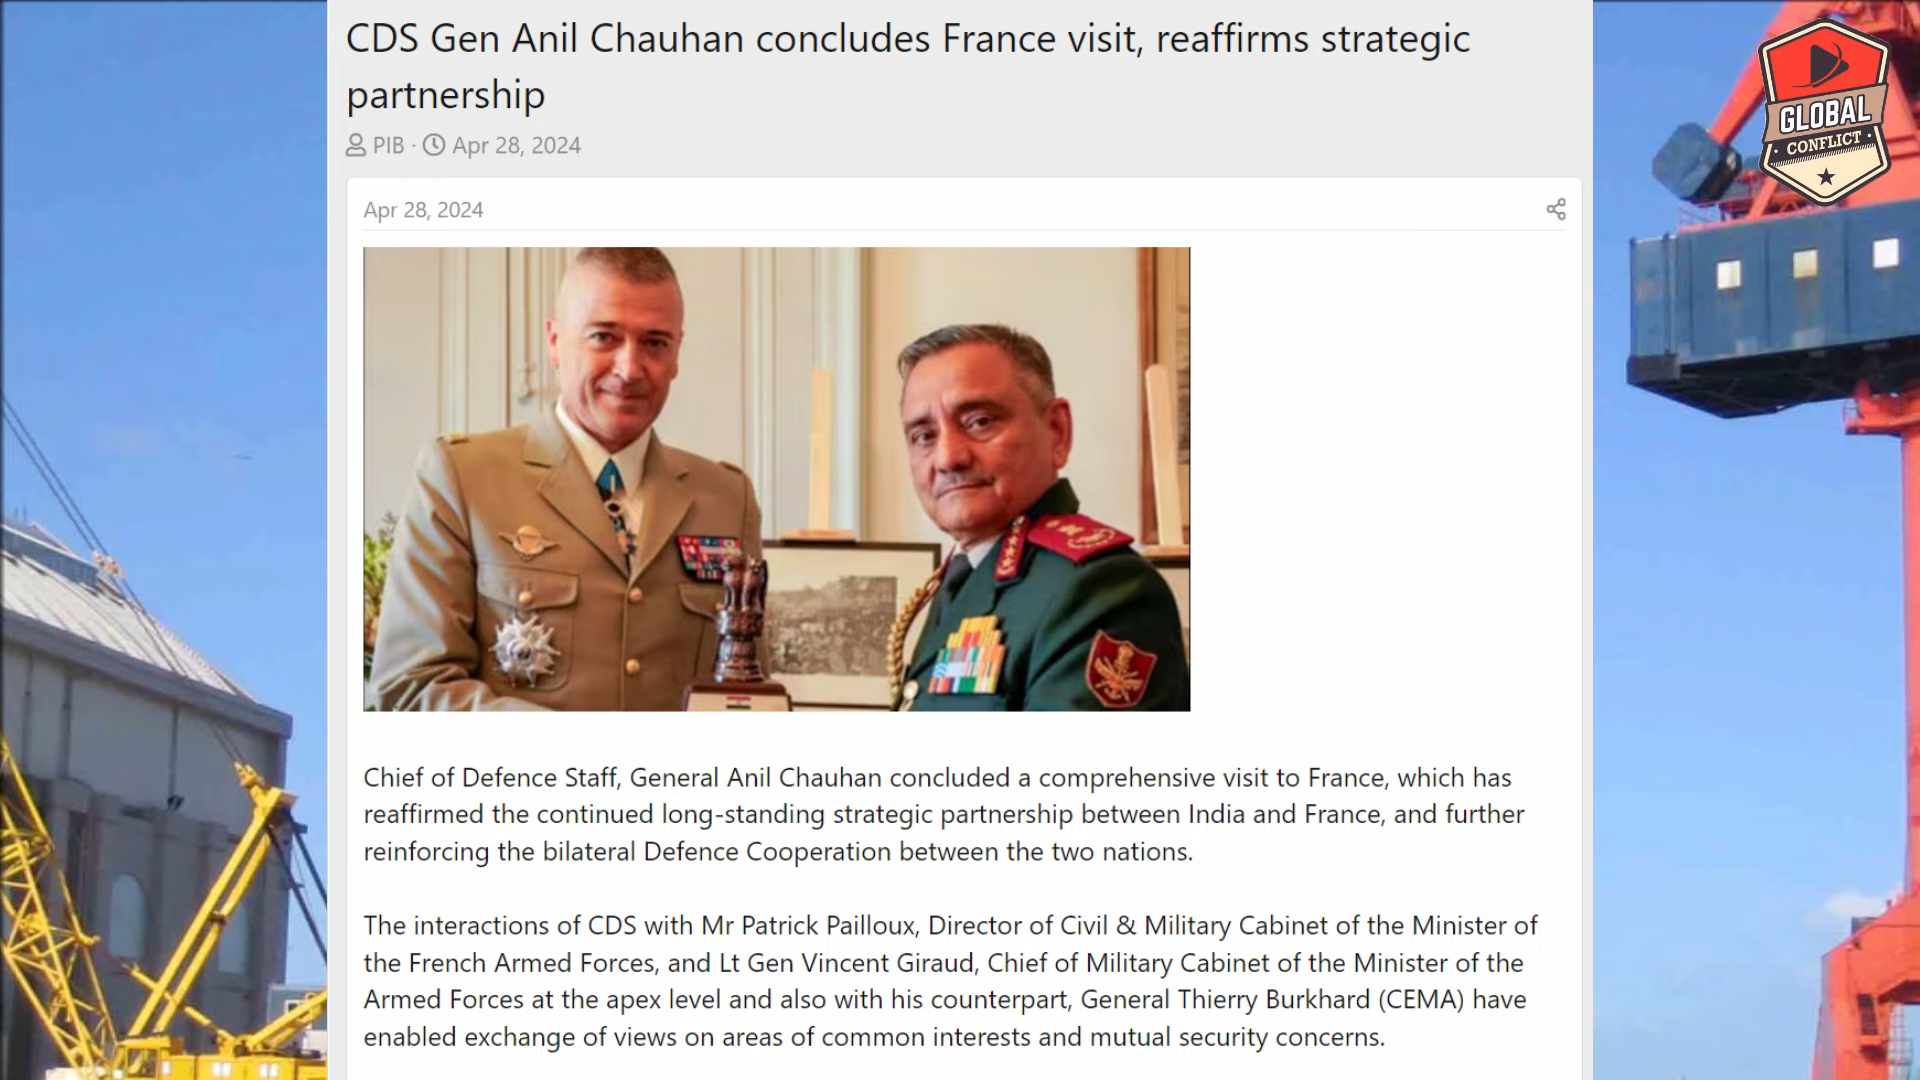 CDS Gen Anil Chauhan concludes France visit, reaffirms strategic
partnership
PIB · Apr 28, 2024
Apr 28, 2024
Chief of Defence Staff, General Anil Chauhan concluded a comprehensive visit to France, which has
reaffirmed the continued long-standing strategic partnership between India and France, and further
reinforcing the bilateral Defence Cooperation between the two nations.
The interactions of CDS with Mr Patrick Pailloux, Director of Civil & Military Cabinet of the Minister of
the French Armed Forces, and Lt Gen Vincent Giraud, Chief of Military Cabinet of the Minister of the
Armed Forces at the apex level and also with his counterpart, General Thierry Burkhard (CEMA) have
enabled exchange of views on areas of common interests and mutual security concerns.
GLOBAL
· CONFLICT ·